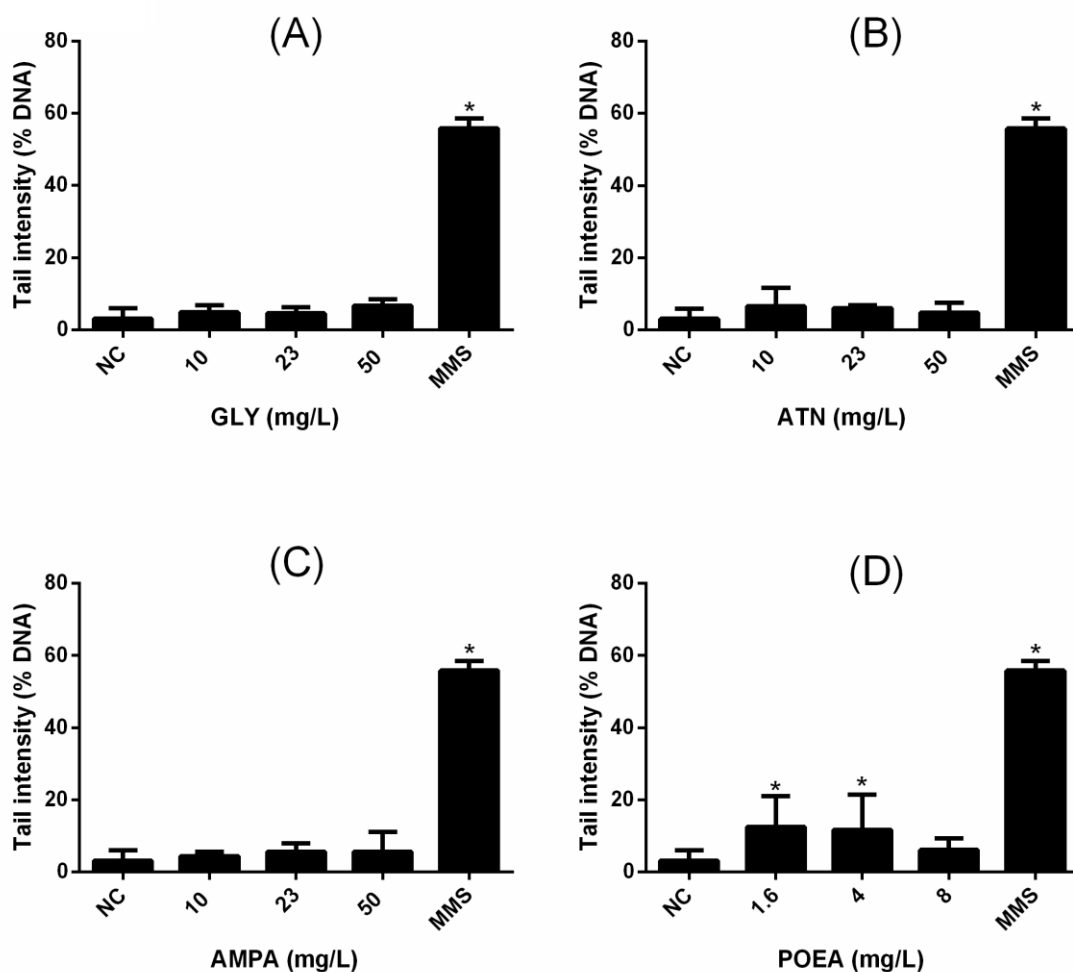 (A)
80
60
40
20
0
Tail intensity (% DNA)
*
NC 10 23 50 MMS
GLY (mg/L)
(B)
80
60
40
20
0
Tail intensity (% DNA)
*
NC 10 23 50 MMS
ATN (mg/L)
(C)
80
60
40
20
0
Tail intensity (% DNA)
*
NC 10 23 50 MMS
AMPA (mg/L)
(D)
80
60
40
20
0
Tail intensity (% DNA)
* * *
NC 1.6 4 8 MMS
POEA (mg/L)